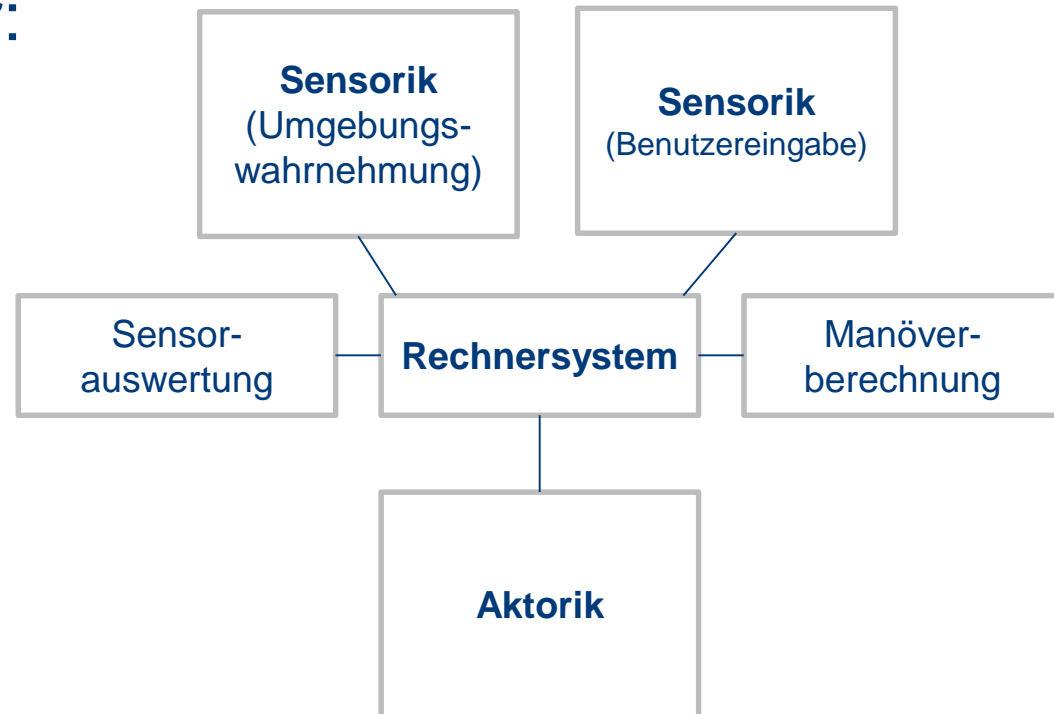 Sensorik
(Umgebungs-
wahrnehmung)
Sensorik
(Benutzereingabe)
Sensor-
auswertung
Rechnersystem
Manöver-
berechnung
Aktorik